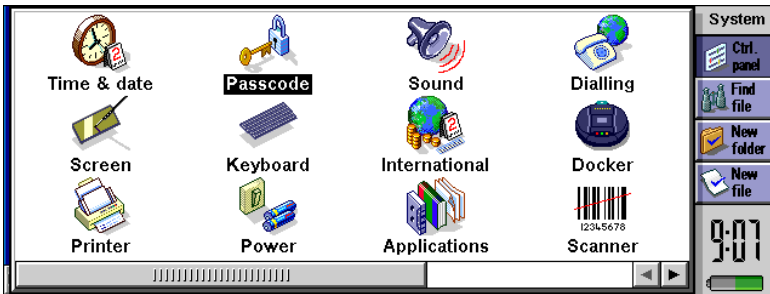 Time & date
Passcode
Sound
Dialling
Screen
Keyboard
International
Docker
Printer
Power
Applications
12345678
Scanner
System
Ctrl.
panel
Find
file
New
folder
New
file
9:07